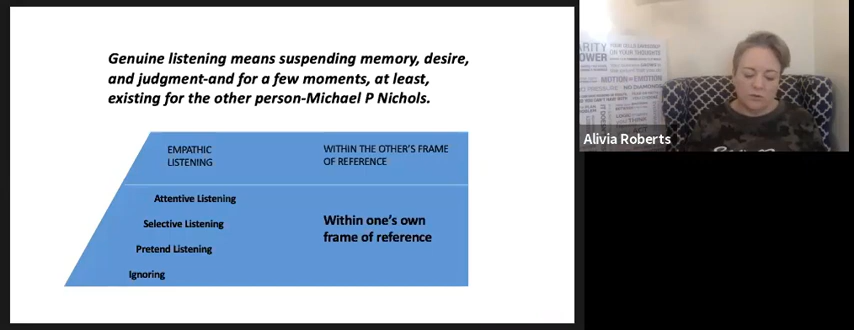 Genuine listening means suspending memory, desire,
and judgment-and for a few moments, at least,
existing for the other person-Michael P Nichols.
EMPATHIC
LISTENING
WITHIN THE OTHER'S FRAME
OF REFERENCE
Attentive Listening
Selective Listening
Pretend Listening
Ignoring
Within one's own
frame of reference
Alivia Roberts